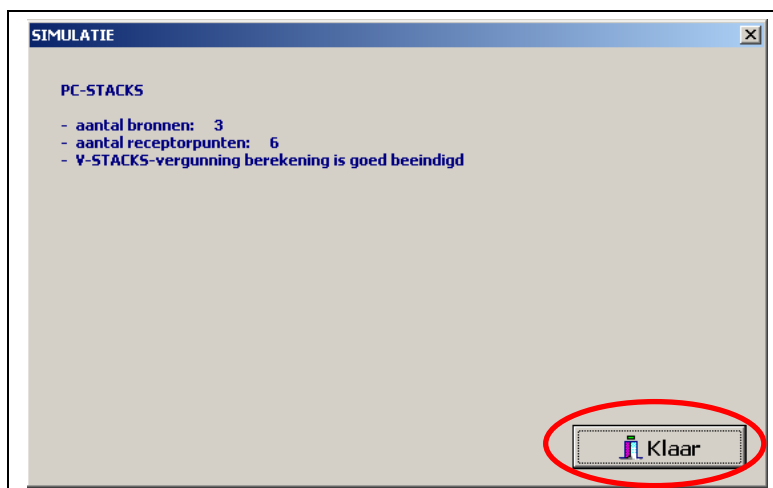 SIMULATIE
PC-STACKS
- aantal bronnen: 3
- aantal receptorpunten: 6
- V-STACKS-vergunning berekening is goed beeindigd
Klaar